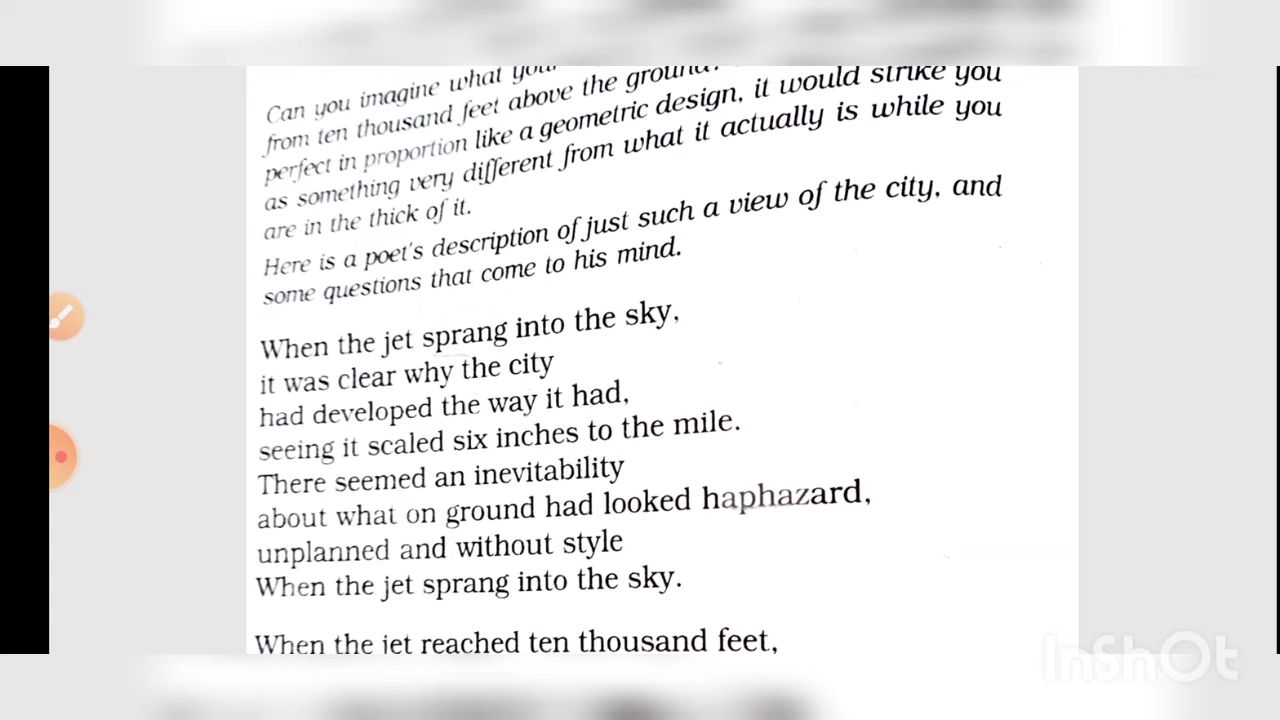 Can you imagine what your
from ten thousand feet above the ground?
perfect in proportion like a geometric design, it would strike you
as something very different from what it actually is while you
are in the thick of it.
Here is a poet's description of just such a view of the city, and
some questions that come to his mind.
When the jet sprang into the sky,
it was clear why the city
had developed the way it had,
seeing it scaled six inches to the mile.
There seemed an inevitability
about what on ground had looked haphazard,
unplanned and without style
When the jet sprang into the sky.
When the jet reached ten thousand feet,
InShOt